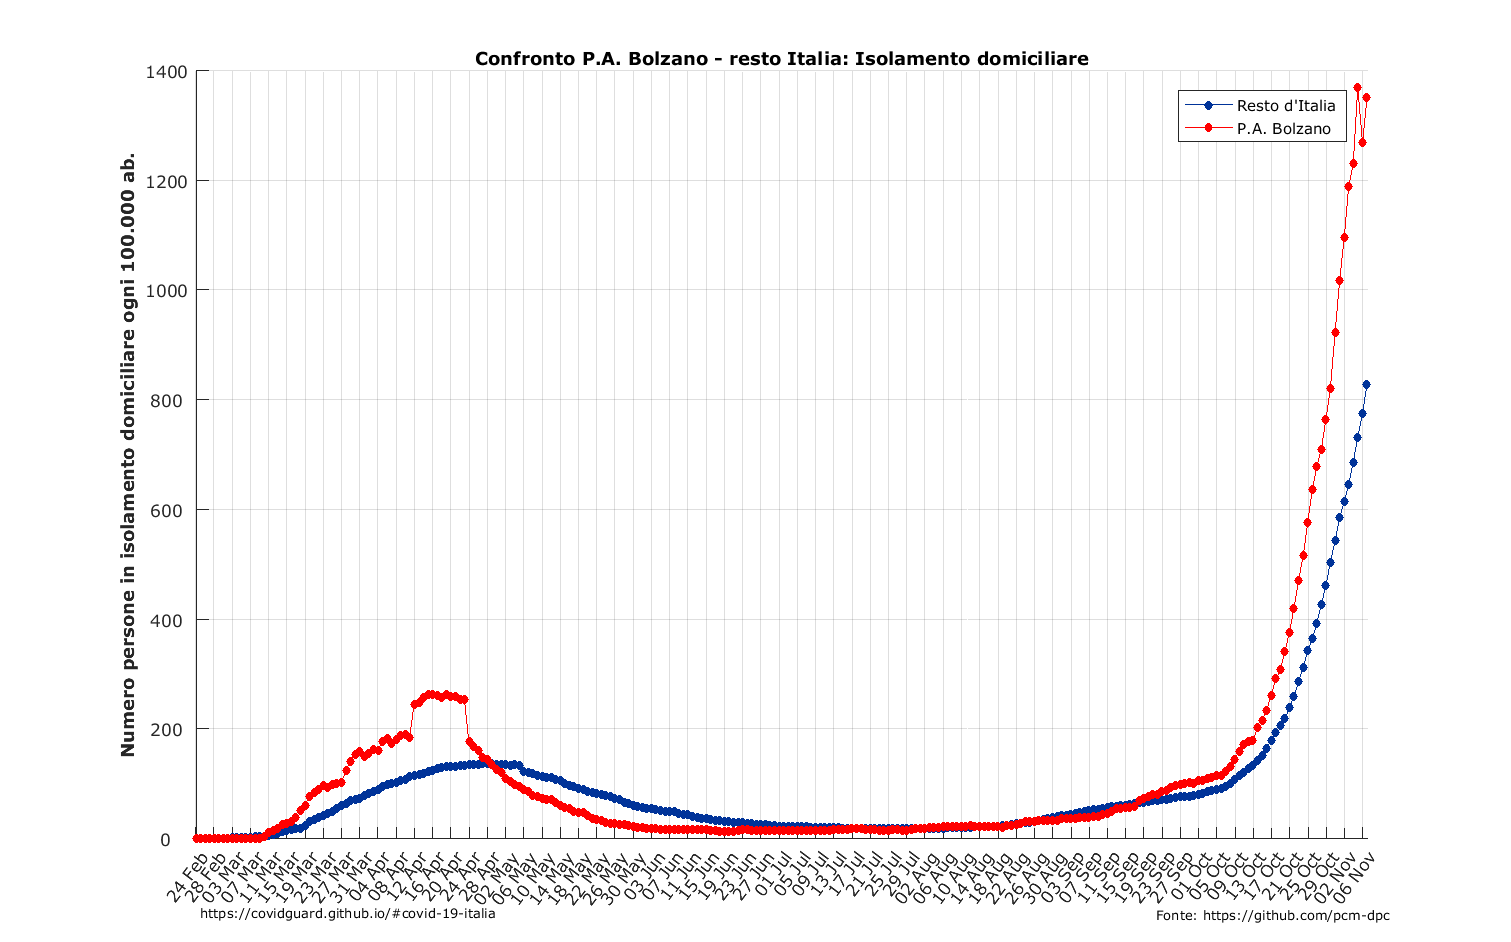 Confronto P.A. Bolzano - resto Italia: Isolamento domiciliare
Numero persone in isolamento domiciliare ogni 100.000 ab.
1400
1200
1000
800
600
400
200
0
Resto d'Italia
P.A. Bolzano
24 Feb
28 Feb
03 Mar
07 Mar
11 Mar
15 Mar
19 Mar
23 Mar
27 Mar
31 Mar
04 Apr
08 Apr
12 Apr
16 Apr
20 Apr
24 Apr
28 Apr
02 May
06 May
10 May
14 May
18 May
22 May
26 May
30 May
03 Jun
07 Jun
11 Jun
15 Jun
19 Jun
23 Jun
27 Jun
01 Jul
05 Jul
09 Jul
13 Jul
17 Jul
21 Jul
25 Jul
29 Jul
02 Aug
06 Aug
10 Aug
14 Aug
18 Aug
22 Aug
26 Aug
30 Aug
03 Sep
07 Sep
11 Sep
15 Sep
19 Sep
23 Sep
27 Sep
01 Oct
05 Oct
09 Oct
13 Oct
17 Oct
21 Oct
25 Oct
29 Oct
02 Nov
06 Nov
https://covidguard.github.io/#covid-19-italia
Fonte: https://github.com/pcm-dpc